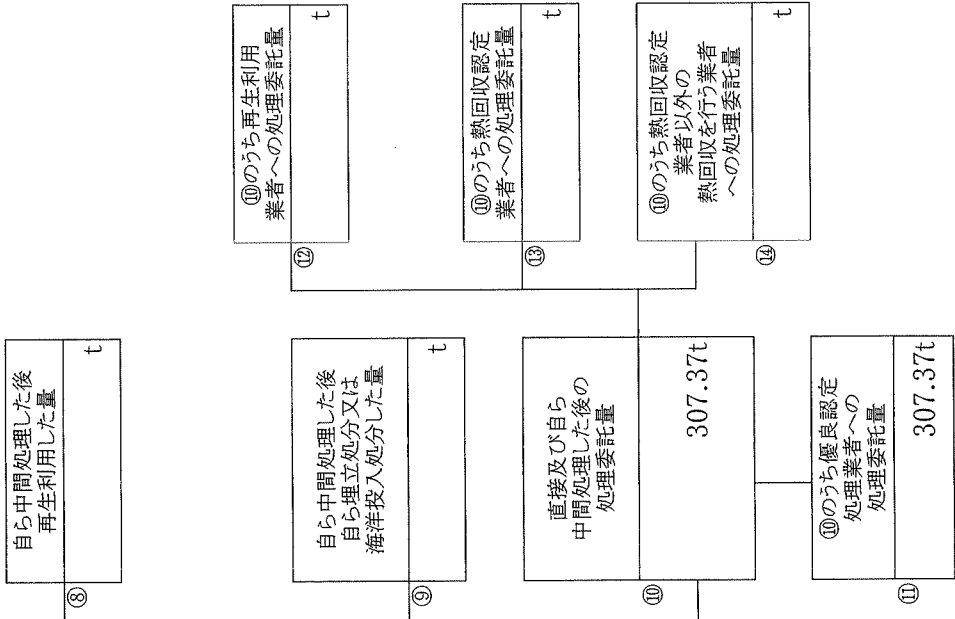 ⑧
自ら中間処理した後
再生利用した量
t
⑨
自ら中間処理した後
自ら埋立処分又は
海洋投入処分した量
t
⑩
直接及び自ら
中間処理した後の
処理委託量
307.37t
⑪
⑩のうち優良認定
処理業者への
処理委託量
307.37t
⑫
⑩のうち再生利用
業者への処理委託量
t
⑬
⑩のうち熱回収認定
業者への処理委託量
t
⑭
⑩のうち熱回収認定
業者以外の
熱回収を行う業者
への処理委託量
t